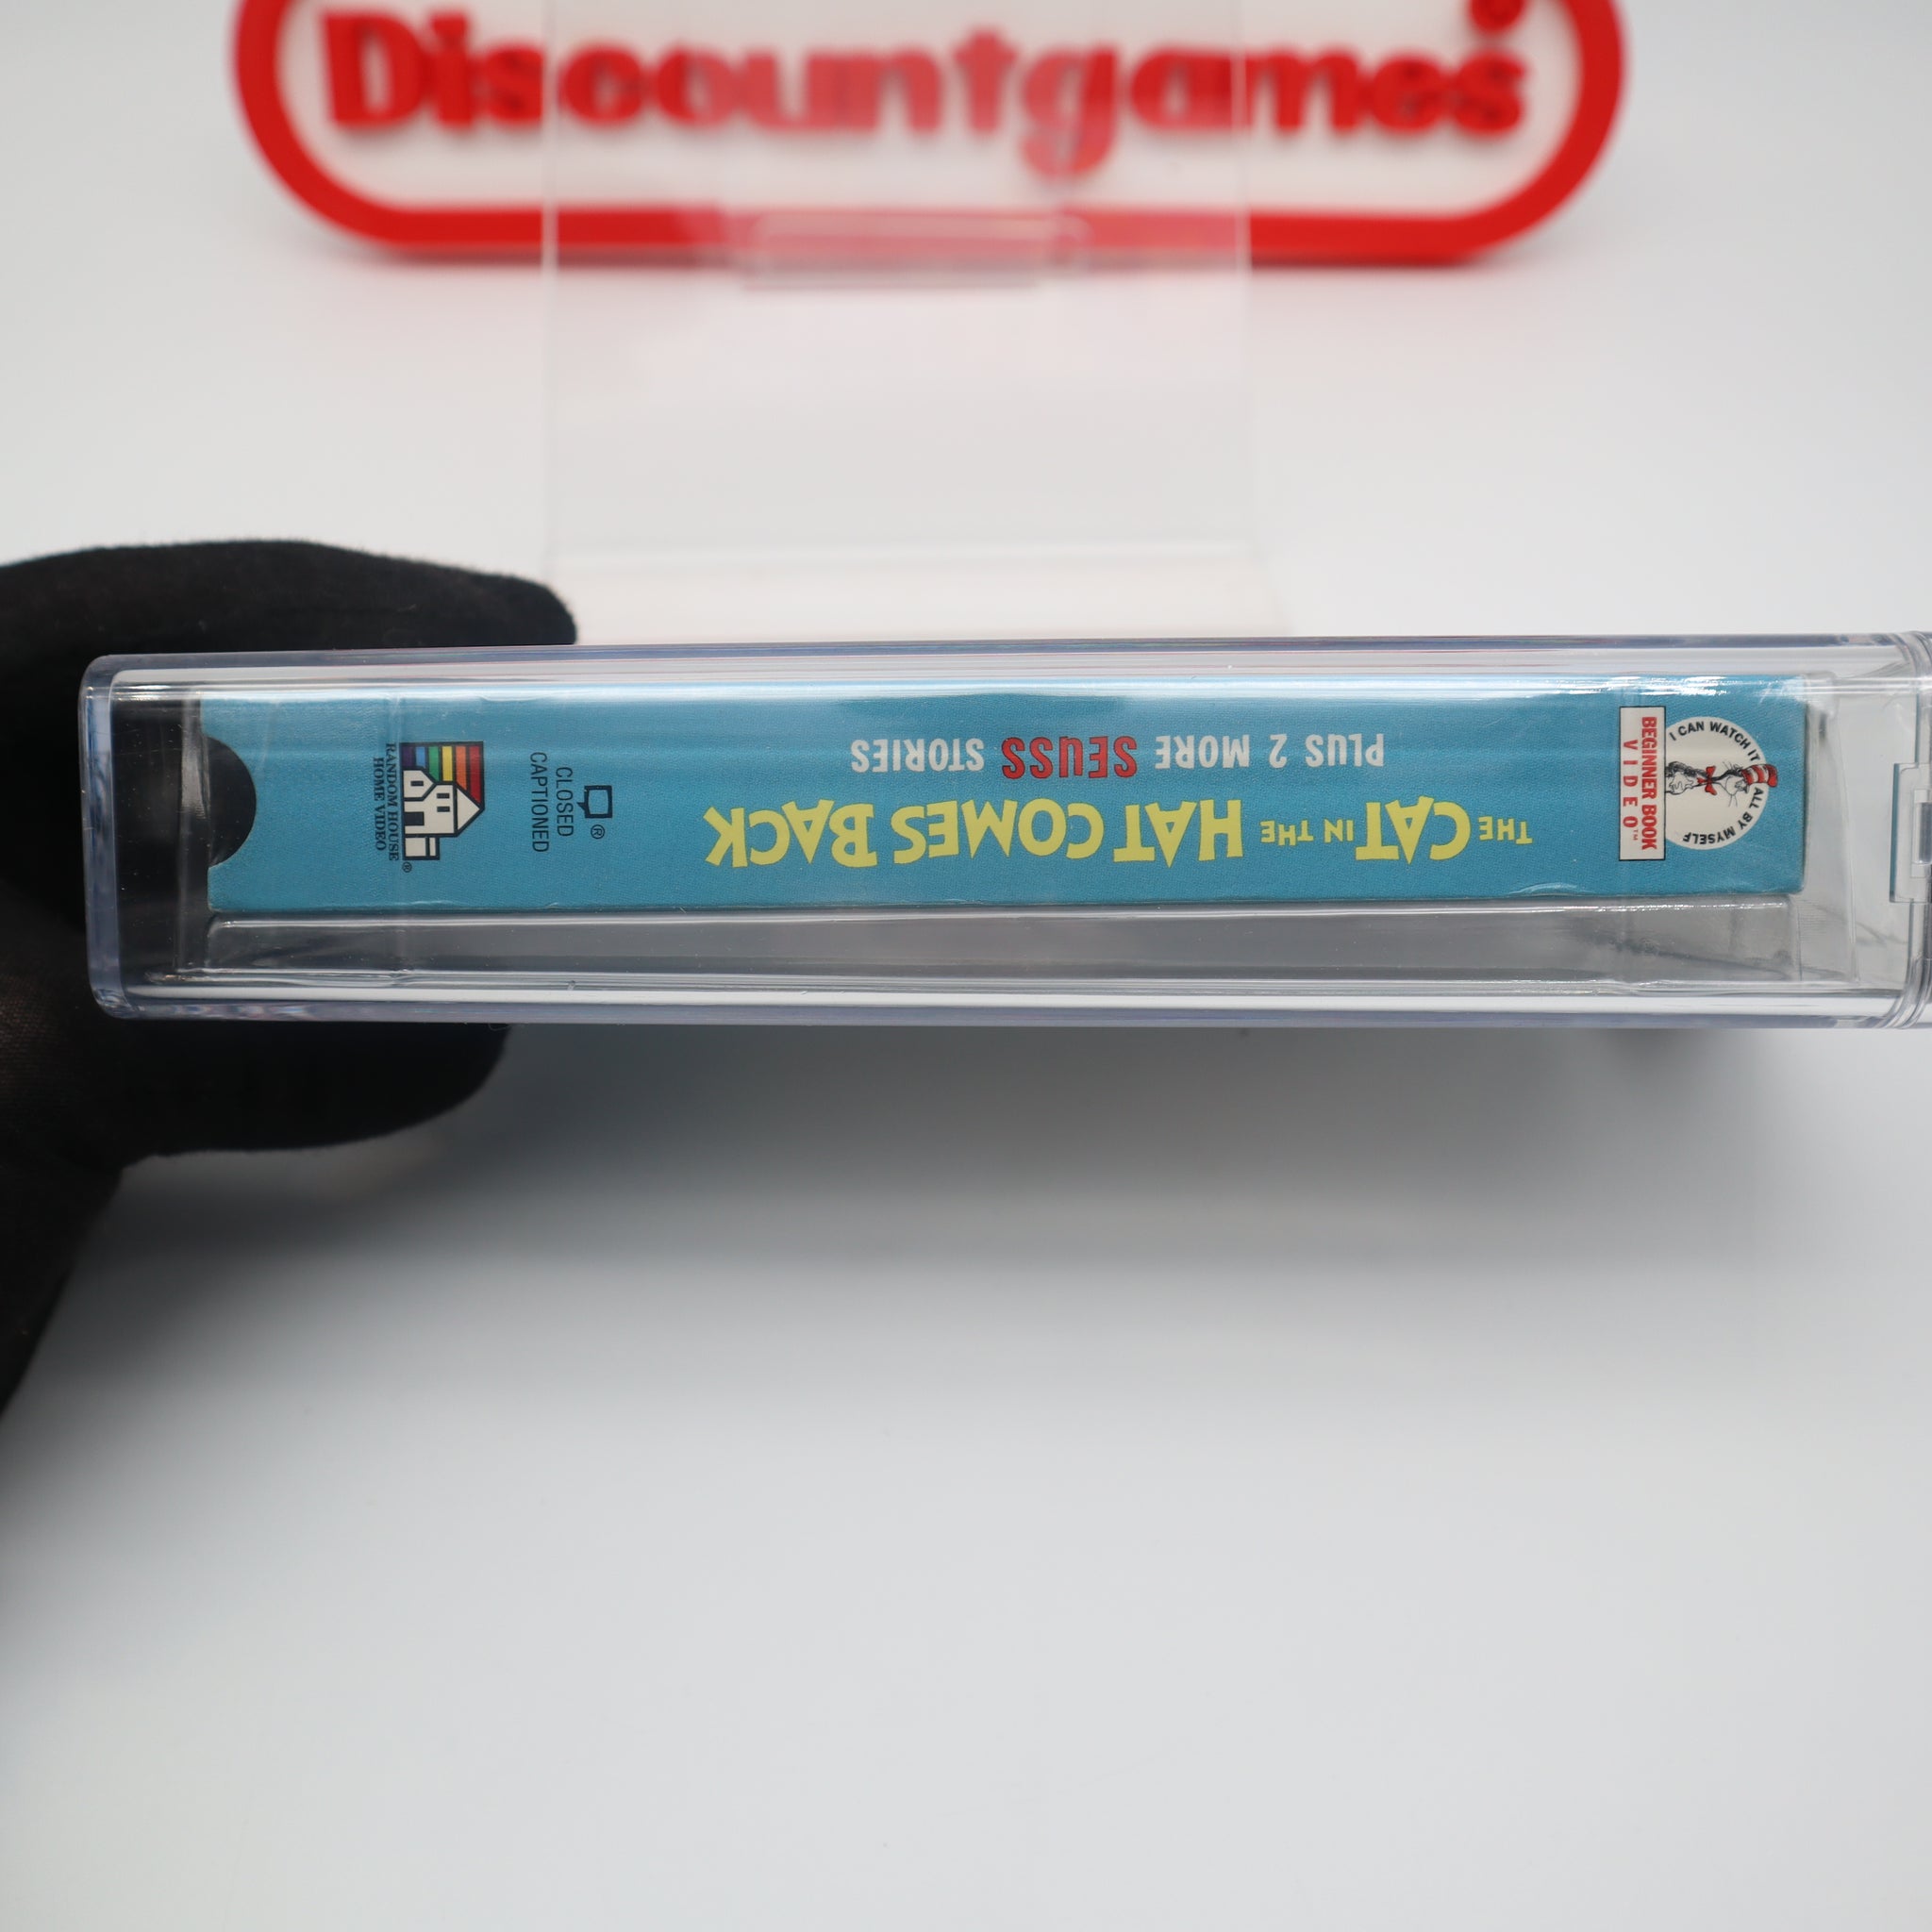 Discountgames
THE CAT IN THE HAT COMES BACK
PLUS 2 MORE SEUSS STORIES
I CAN WATCH IT ALL BY MYSELF
BEGINNER BOOK
VIDEO™
®
CLOSED
CAPTIONED
RANDOM HOUSE
HOME VIDEO
®